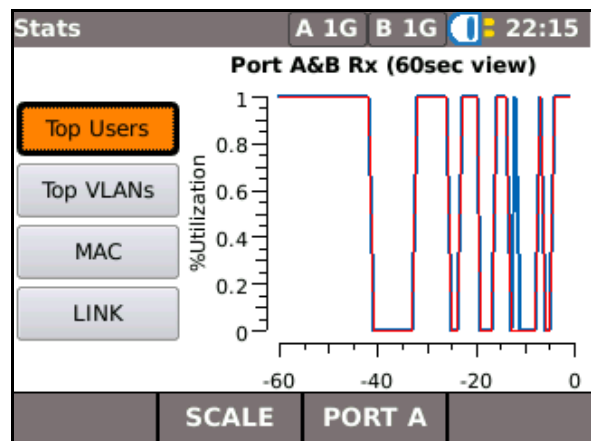 Stats A 1G B 1G 22:15
Port A&B Rx (60sec view)
Top Users
Top VLANs
MAC
LINK
%Utilization
1
0.8
0.6
0.4
0.2
0
-60 -40 -20 0
SCALE PORT A